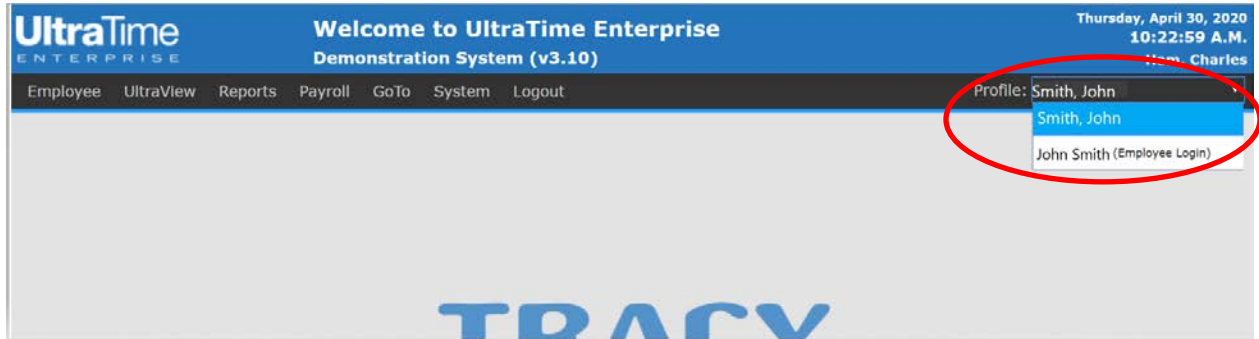 UltraTime
ENTERPRISE
Welcome to UltraTime Enterprise
Demonstration System (v3.10)
Thursday, April 30, 2020
10:22:59 A.M.
Charles
Employee UltraView Reports Payroll GoTo System Logout
Profile: Smith, John
Smith, John
John Smith (Employee Login)
TRACY